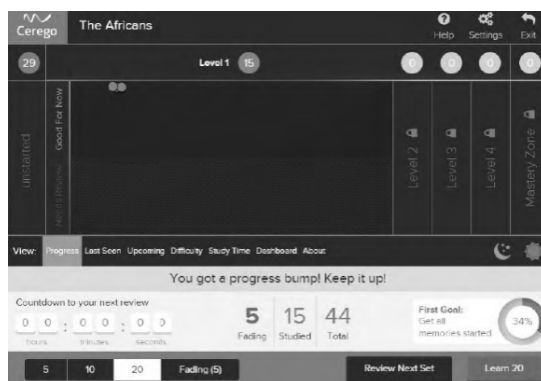 Cerego
The Africans
Help
Settings
Exit
29
Level 1 15
0
0
0
0
unstarted
Good For Now
Needs Review
Level 2
Level 3
Level 4
Mastery Zone
View: Progress Last Seen Upcoming Difficulty Study Time Dashboard About
You got a progress bump! Keep it up!
Countdown to your next review
0 0 : 0 0 : 0 0
hours minutes seconds
5
Fading
15
Studied
44
Total
First Goal:
Get all
memories started
34%
5 10 20 Fading (5)
Review Next Set
Learn 20